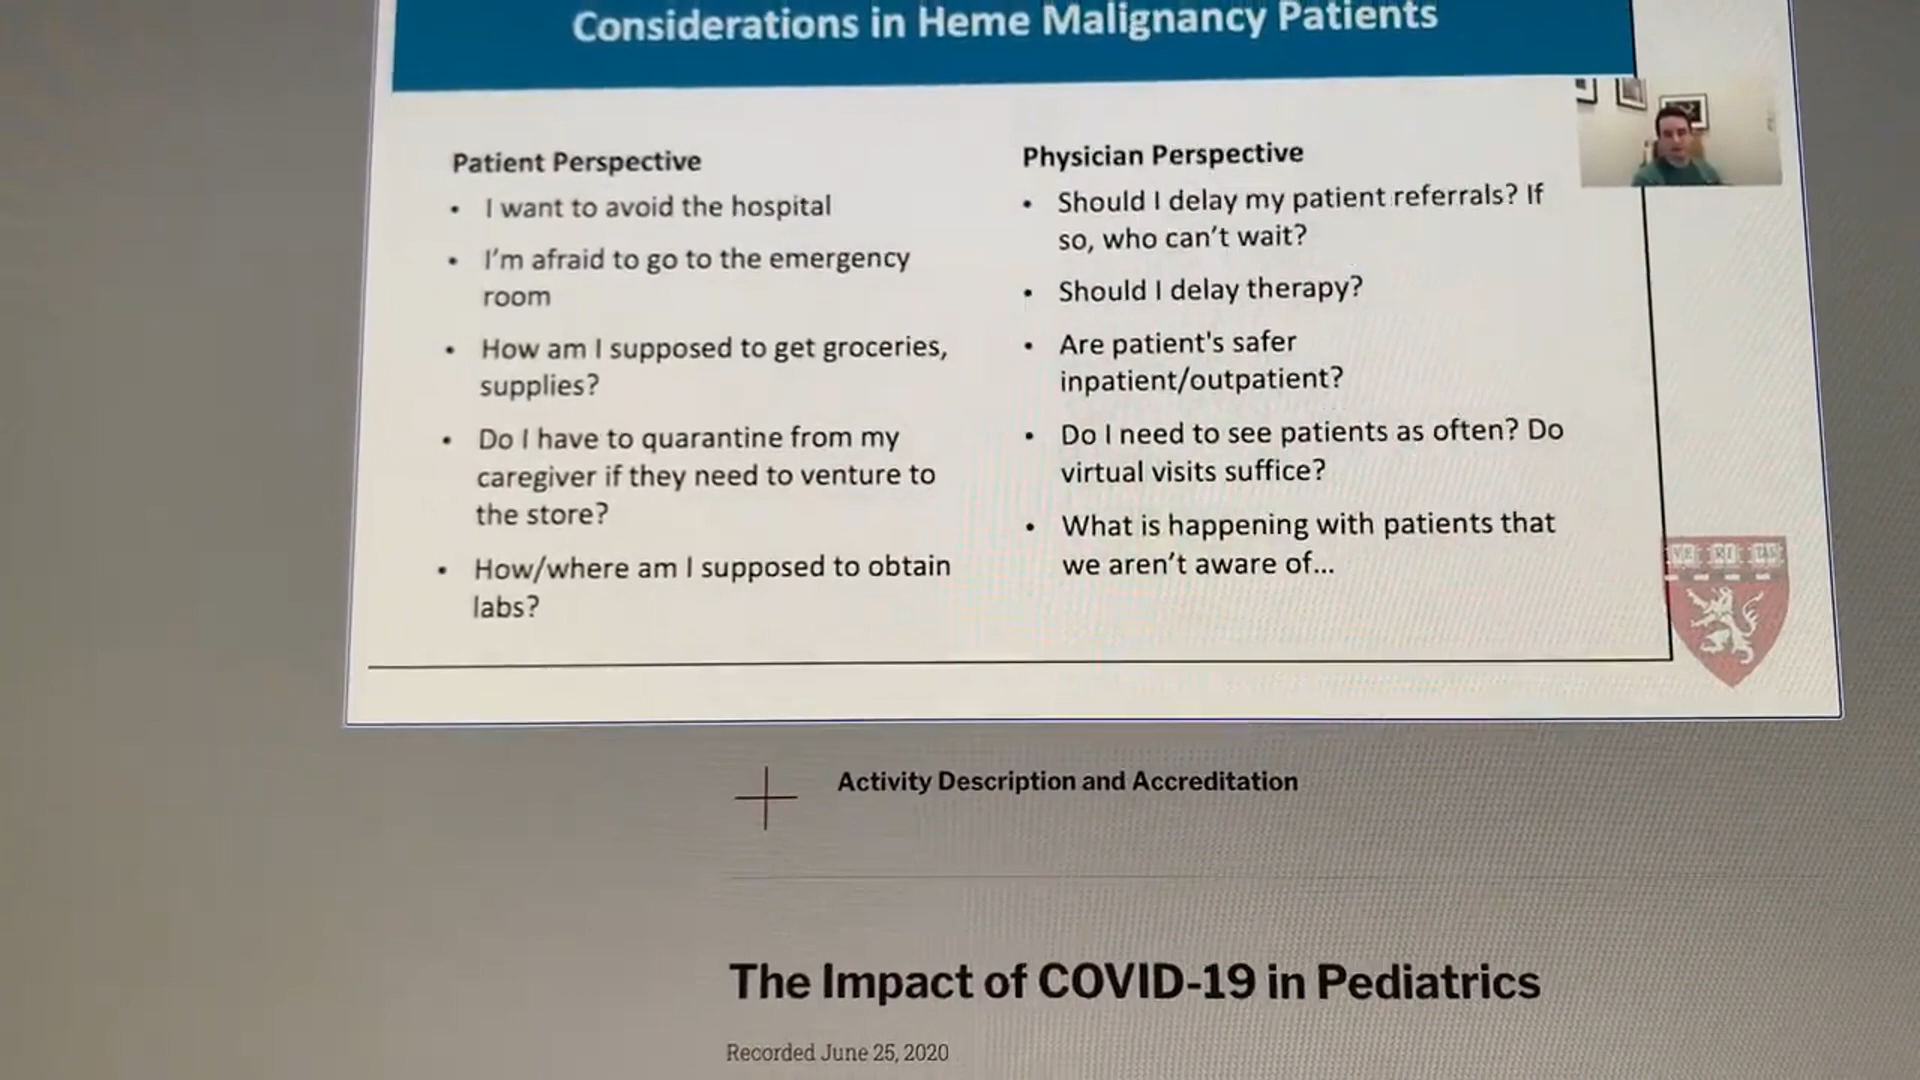 Considerations in Heme Malignancy Patients
Patient Perspective
• I want to avoid the hospital
• I'm afraid to go to the emergency
room
• How am I supposed to get groceries,
supplies?
• Do I have to quarantine from my
caregiver if they need to venture to
the store?
• How/where am I supposed to obtain
labs?
Physician Perspective
• Should I delay my patient referrals? If
so, who can't wait?
• Should I delay therapy?
• Are patient's safer
inpatient/outpatient?
• Do I need to see patients as often? Do
virtual visits suffice?
• What is happening with patients that
we aren't aware of...
VE RI TAS
Activity Description and Accreditation
The Impact of COVID-19 in Pediatrics
Recorded June 25, 2020